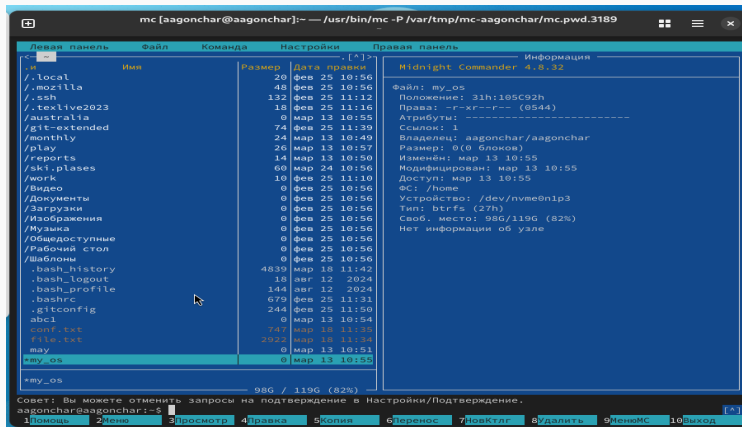 mc [aagonchar@aagonchar]:~ — /usr/bin/mc -P /var/tmp/mc-aagonchar/mc.pwd.3189
Левая панель Файл Команда Настройки Правая панель
<— ~ .[^]>
.и Имя Размер Дата правки
/.local 20 фев 25 10:56
/.mozilla 48 фев 25 10:56
/.ssh 132 фев 25 11:12
/.texlive2023 18 фев 25 11:16
/australia 0 мар 13 10:55
/git-extended 74 фев 25 11:39
/monthly 24 мар 13 10:49
/play 26 мар 13 10:57
/reports 14 мар 13 10:50
/ski.plases 60 мар 24 10:56
/work 10 фев 25 11:10
/Видео 0 фев 25 10:56
/Документы 0 фев 25 10:56
/Загрузки 0 фев 25 10:56
/Изображения 0 фев 25 10:56
/Музыка 0 фев 25 10:56
/Общедоступные 0 фев 25 10:56
/Рабочий стол 0 фев 25 10:56
/Шаблоны 0 фев 25 10:56
.bash_history 4839 мар 18 11:42
.bash_logout 18 авг 12 2024
.bash_profile 144 авг 12 2024
.bashrc 679 фев 25 11:31
.gitconfig 244 фев 25 11:50
abc1 0 мар 13 10:54
conf.txt 747 мар 18 11:35
file.txt 2922 мар 18 11:34
may 0 мар 13 10:51
*my_os 0 мар 13 10:55
*my_os
98G / 119G (82%)
Информация
Midnight Commander 4.8.32
Файл: my_os
Положение: 31h:105C92h
Права: -r-xr--r-- (0544)
Атрибуты: ------------------------
Ссылок: 1
Владелец: aagonchar/aagonchar
Размер: 0(0 блоков)
Изменён: мар 13 10:55
Модифицирован: мар 13 10:55
Доступ: мар 13 10:55
ФС: /home
Устройство: /dev/nvme0n1p3
Тип: btrfs (27h)
Своб. место: 98G/119G (82%)
Нет информации об узле
Совет: Вы можете отменить запросы на подтверждение в Настройки/Подтверждение.
aagonchar@aagonchar:~$ [^]
1Помощь 2Меню 3Просмотр 4Правка 5Копия 6Перенос 7НовКтлг 8Удалить 9МенюMC 10Выход